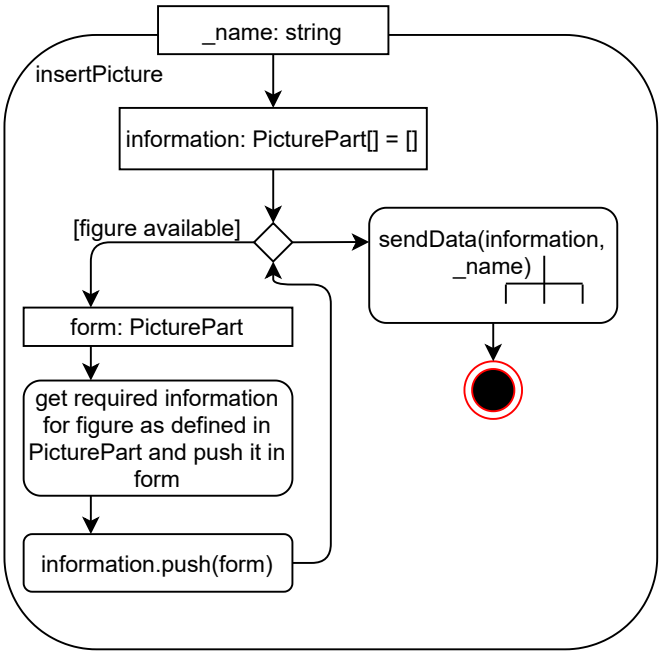 _name: string
insertPicture
information: PicturePart[] = []
[figure available]
sendData(information,
_name)
form: PicturePart
get required information
for figure as defined in
PicturePart and push it in
form
information.push(form)